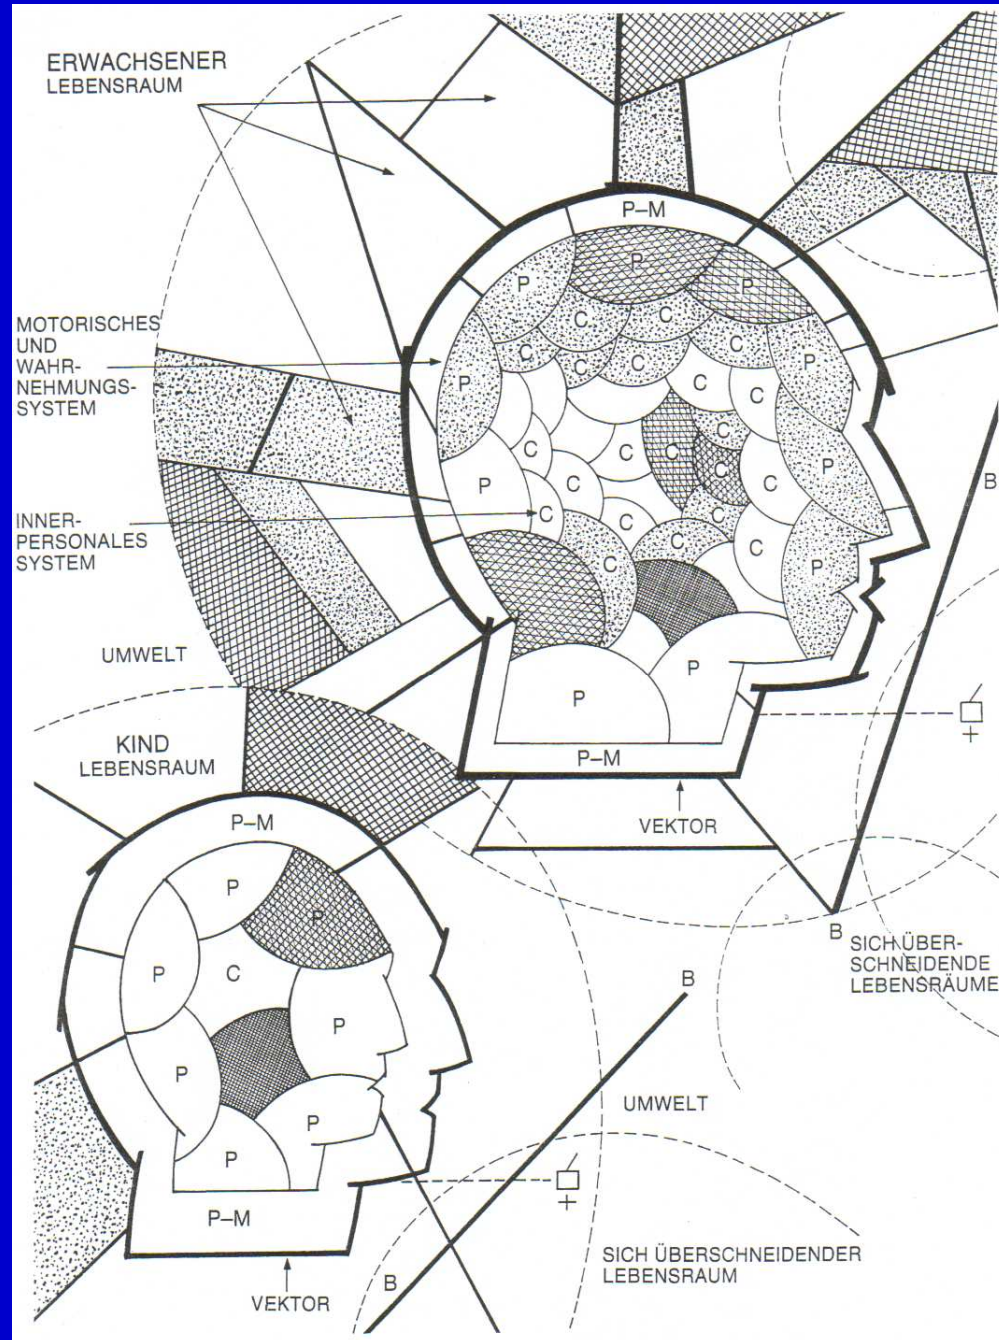 ERWACHSENER
LEBENSRAUM
P–M
P
P
P
C
C
C
C
C
C
C
P
P
C
C
MOTORISCHES
UND
WAHR-
NEHMUNGS-
SYSTEM
C
C
C
C
C
P
P
C
C
B
INNER-
PERSONALES
SYSTEM
C
C
C
C
C
C
P
UMWELT
P
P
+
KIND
LEBENSRAUM
P–M
P–M
VEKTOR
P
P
B
SICH ÜBER-
SCHNEIDENDE
LEBENSRÄUME
P
C
B
P
P
P
UMWELT
P
+
P–M
SICH ÜBERSCHNEIDENDER
LEBENSRAUM
B
VEKTOR